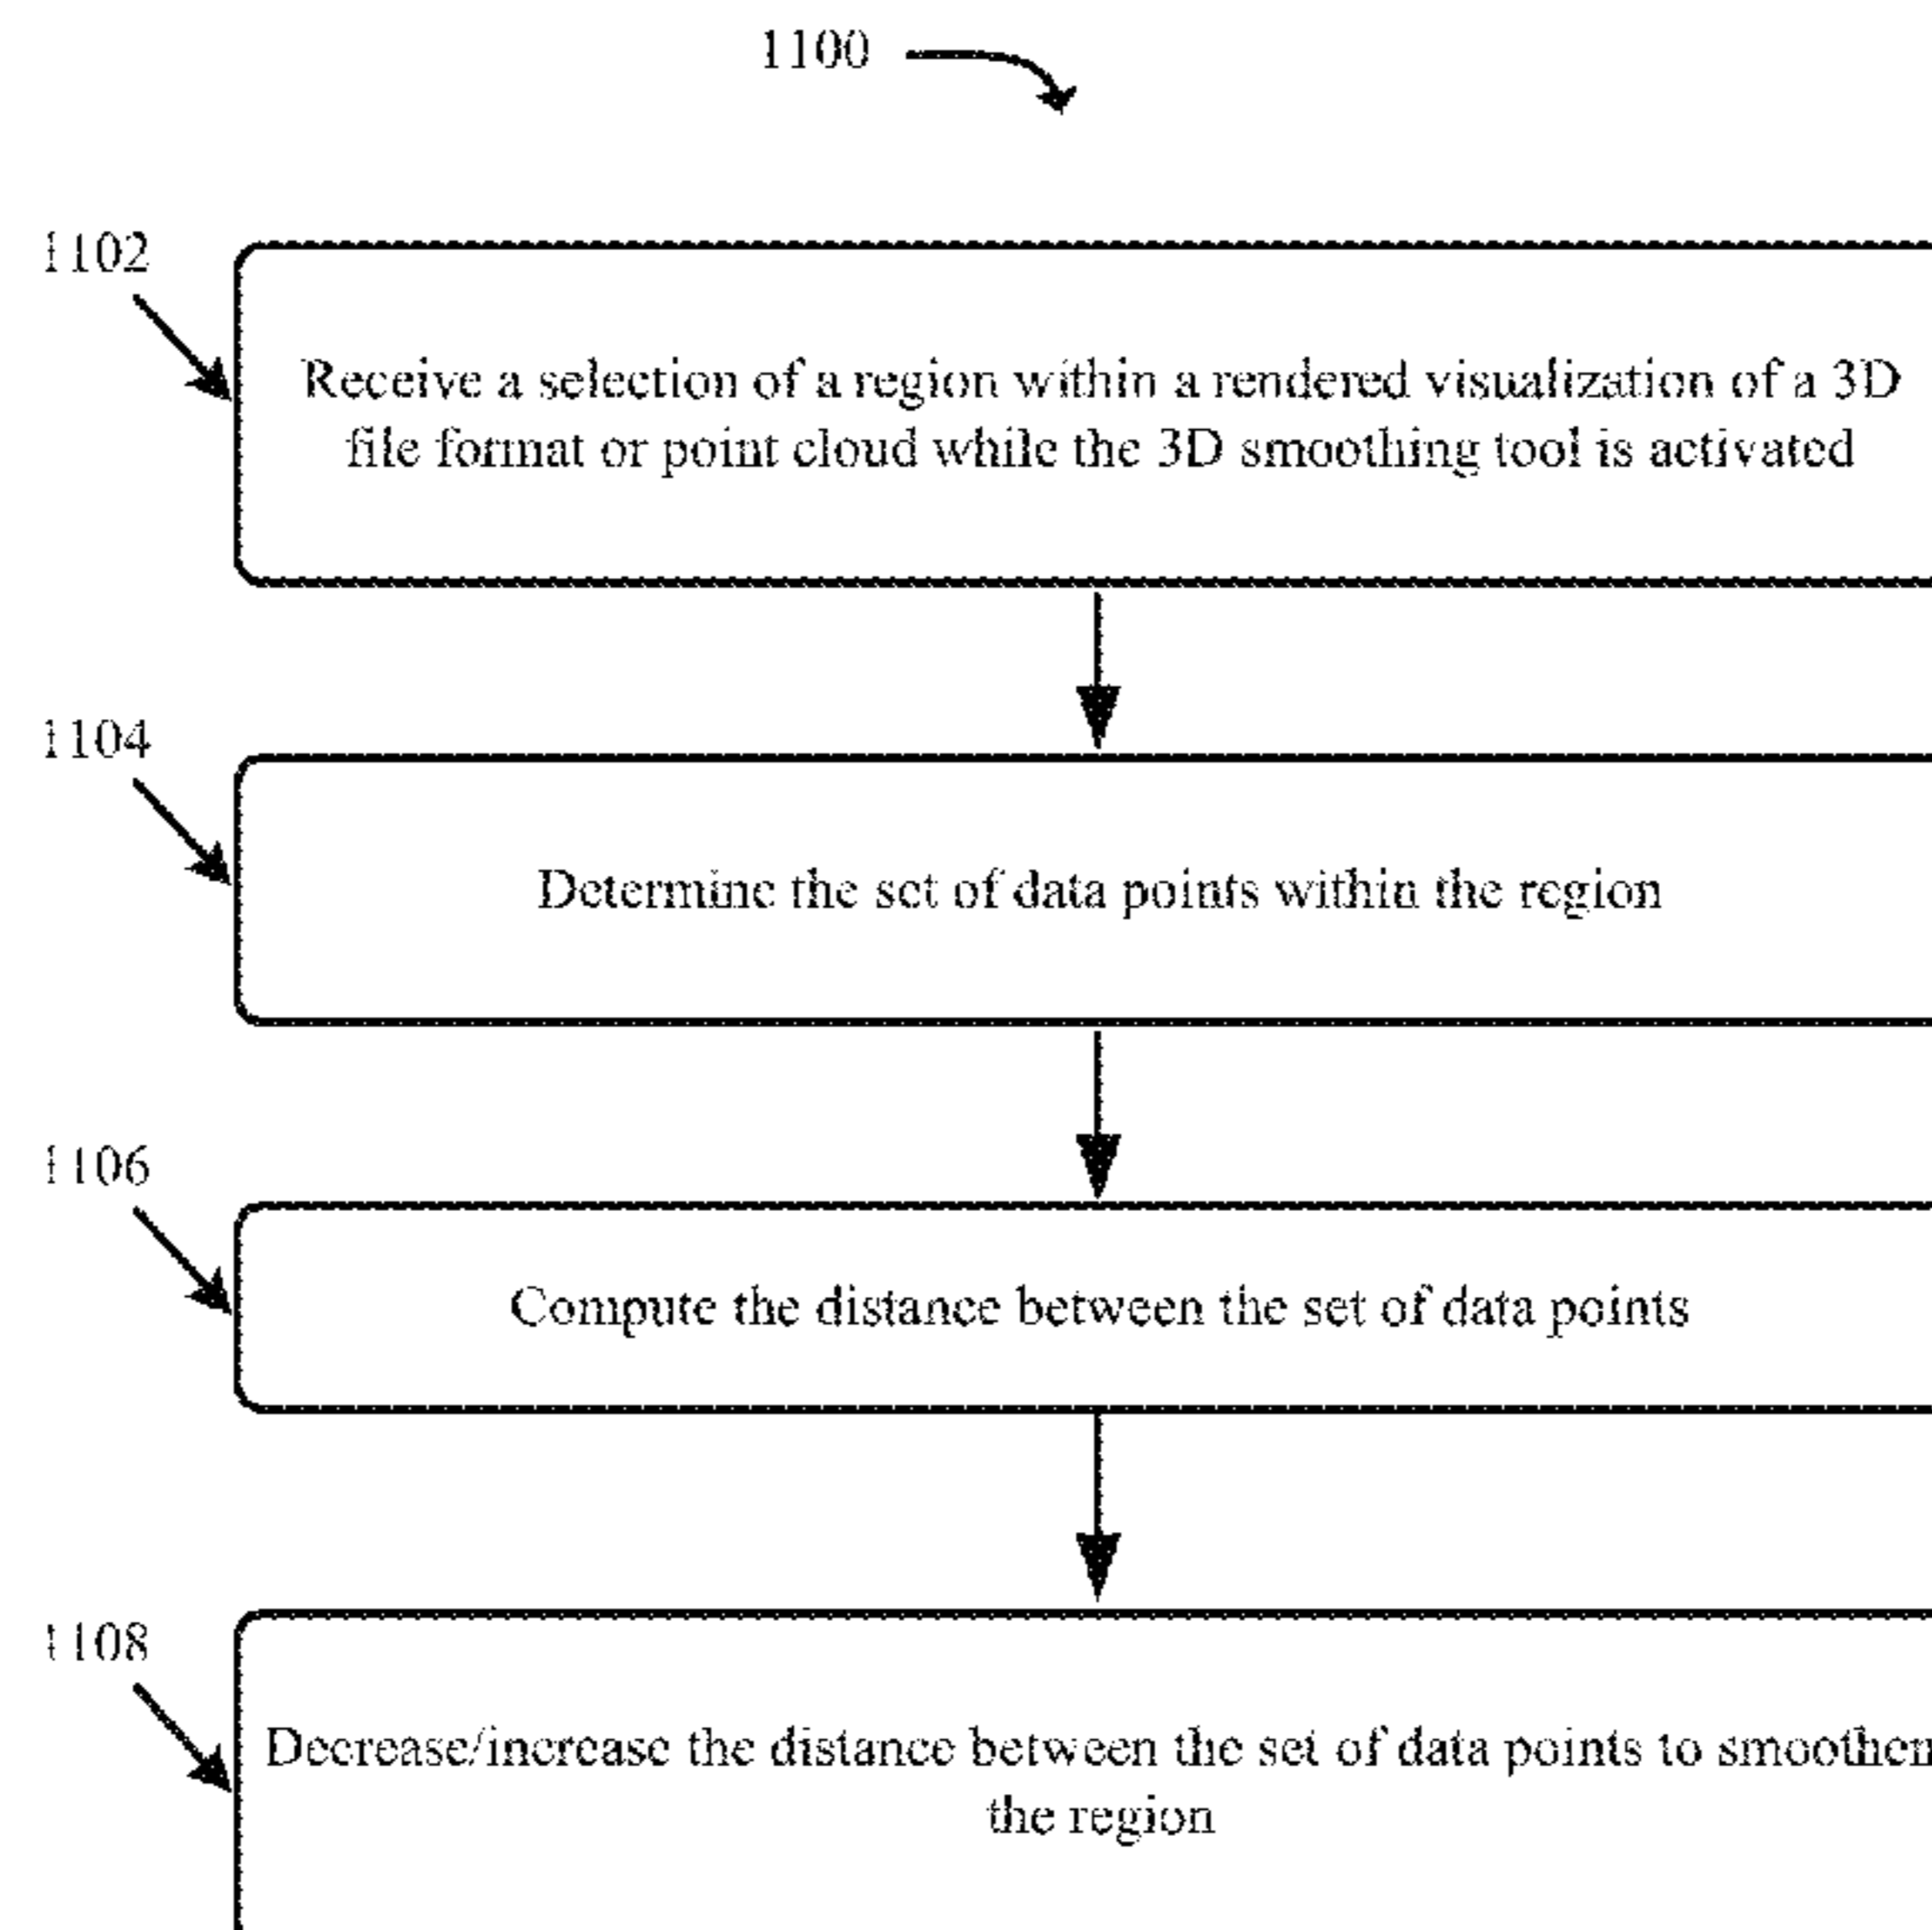 1100
1102
Receive a selection of a region within a rendered visualization of a 3D
file format or point cloud while the 3D smoothing tool is activated
1104
Determine the set of data points within the region
1106
Compute the distance between the set of data points
1108
Decrease/increase the distance between the set of data points to smoothen
the region